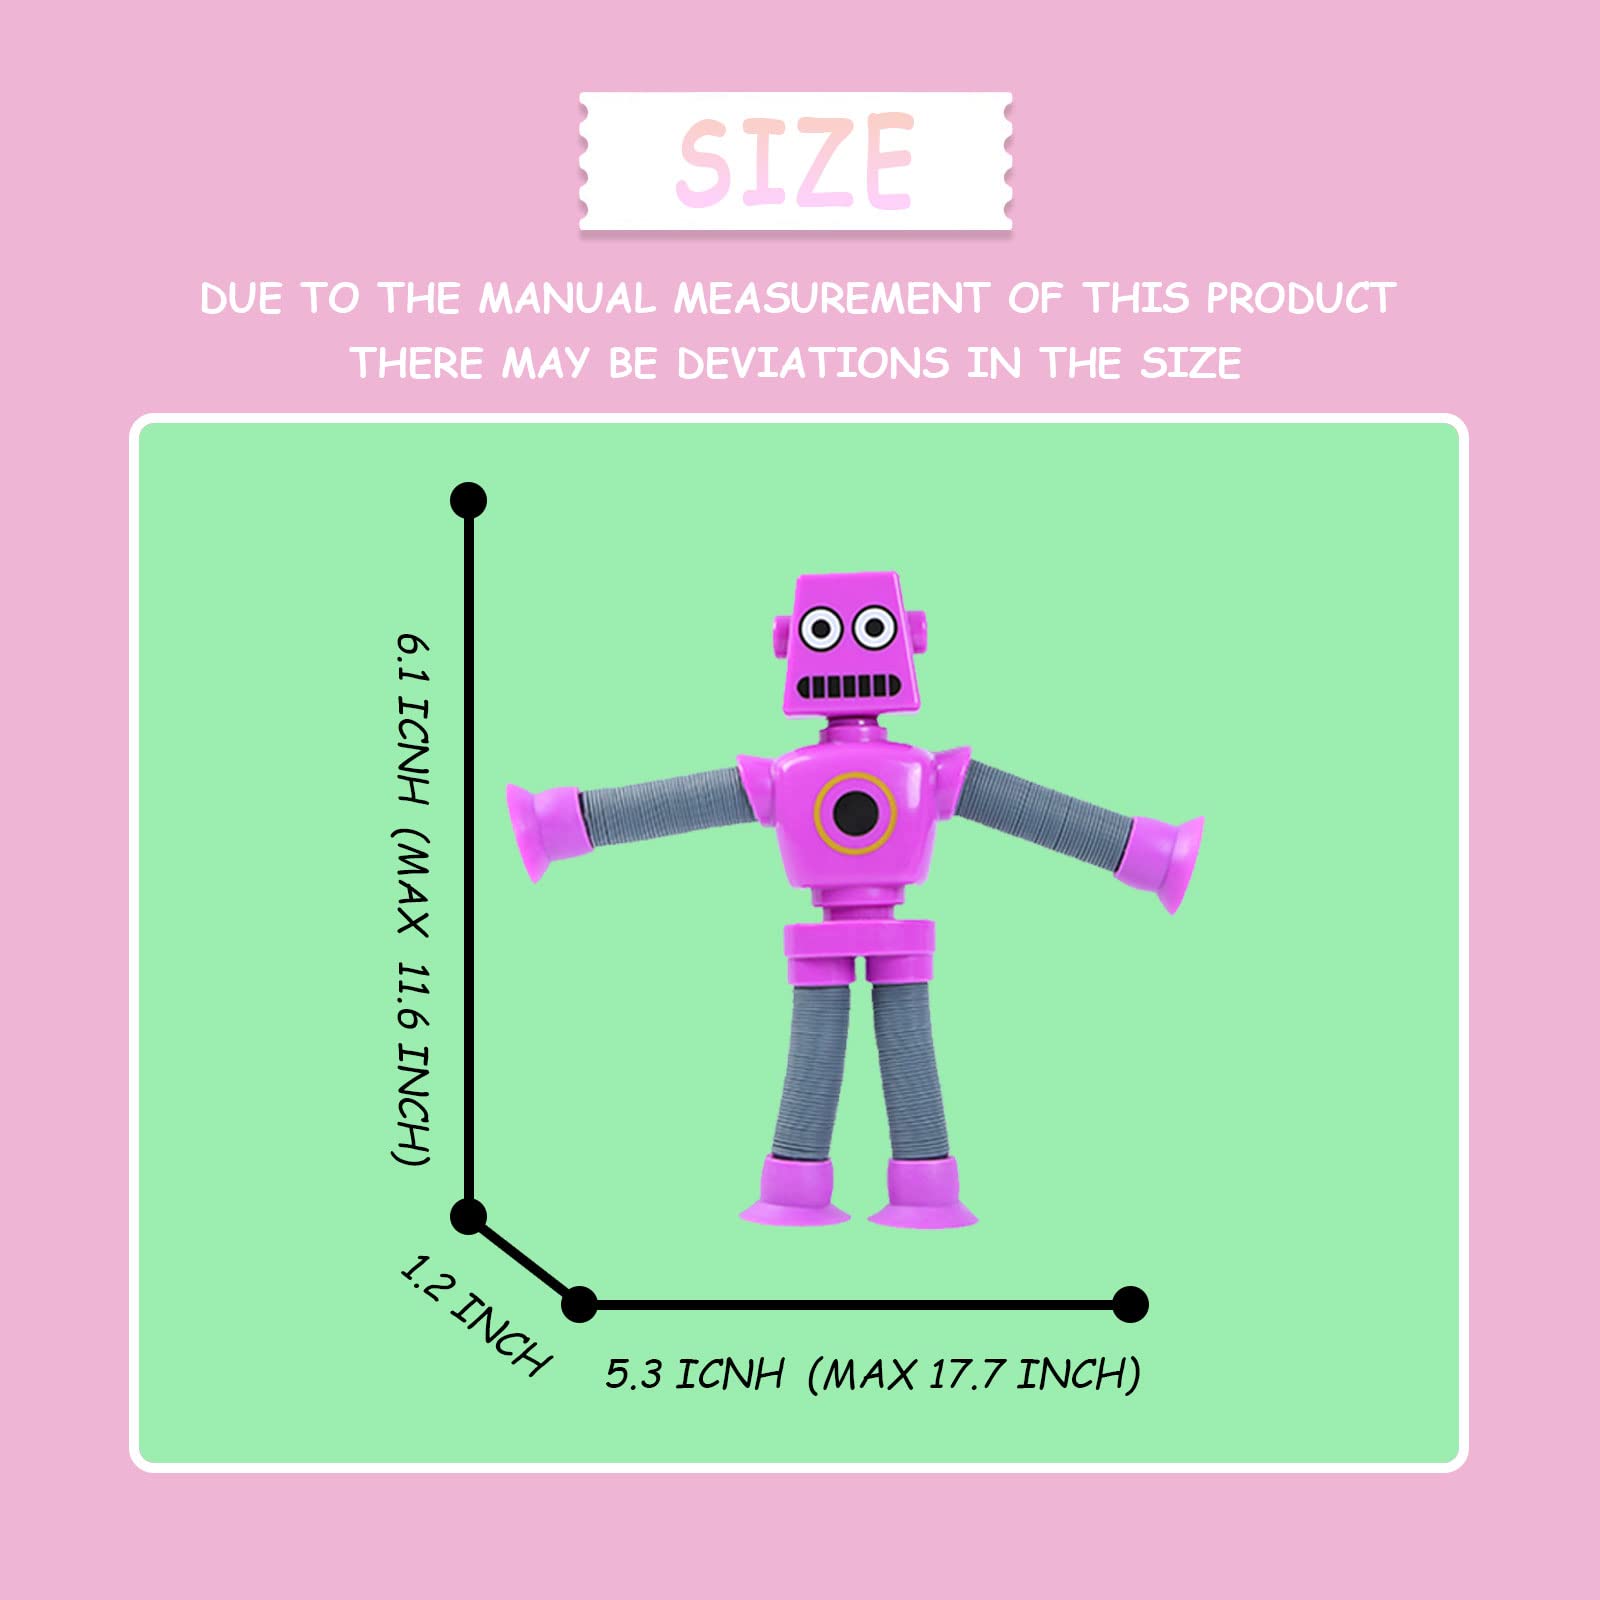 SIZE
DUE TO THE MANUAL MEASUREMENT OF THIS PRODUCT
THERE MAY BE DEVIATIONS IN THE SIZE
6.1 ICNH (MAX 11.6 INCH)
1.2 INCH
5.3 ICNH (MAX 17.7 INCH)